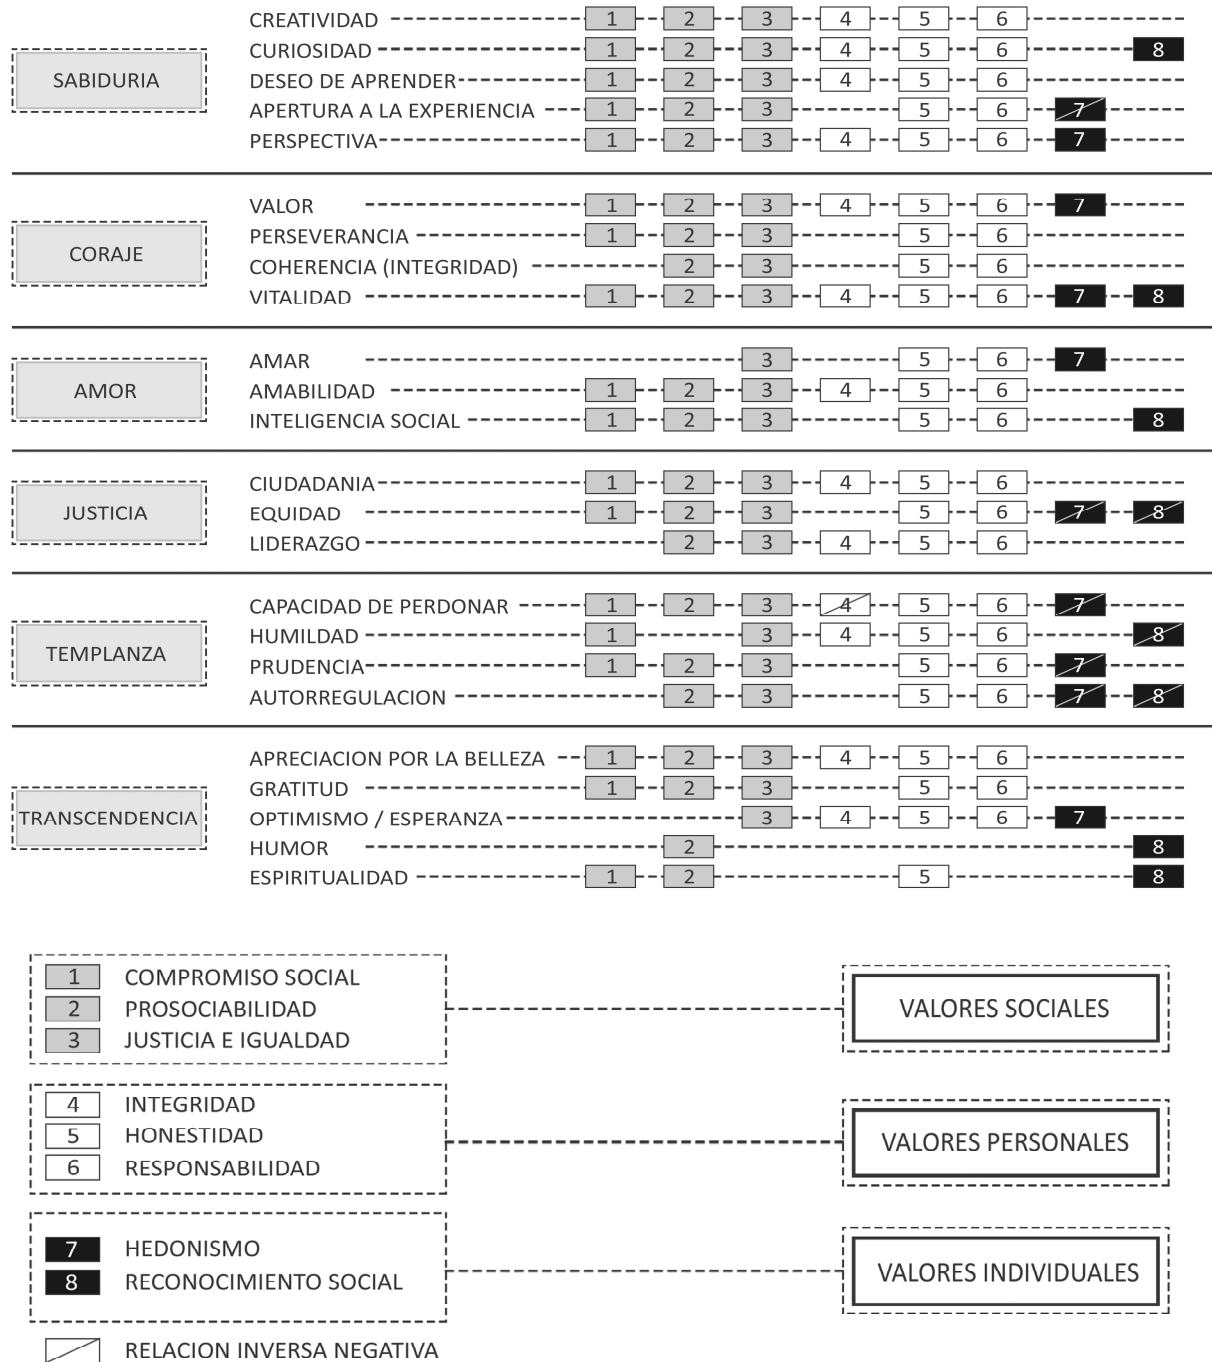 CREATIVIDAD 1 2 3 4 5 6
CURIOSIDAD 1 2 3 4 5 6 8
SABIDURIA
DESEO DE APRENDER 1 2 3 4 5 6
APERTURA A LA EXPERIENCIA 1 2 3 5 6 7
PERSPECTIVA 1 2 3 4 5 6 7
VALOR 1 2 3 4 5 6 7
PERSEVERANCIA 1 2 3 5 6
CORAJE
COHERENCIA (INTEGRIDAD) 2 3 5 6
VITALIDAD 1 2 3 4 5 6 7 8
AMAR 3 5 6 7
AMOR
AMABILIDAD 1 2 3 4 5 6
INTELIGENCIA SOCIAL 1 2 3 5 6 8
CIUDADANIA 1 2 3 4 5 6
JUSTICIA
EQUIDAD 1 2 3 5 6 7 8
LIDERAZGO 2 3 4 5 6
CAPACIDAD DE PERDONAR 1 2 3 4 5 6 7
HUMILDAD 1 3 4 5 6 8
TEMPLANZA
PRUDENCIA 1 2 3 5 6 7
AUTORREGULACION 2 3 5 6 7 8
APRECIACION POR LA BELLEZA 1 2 3 4 5 6
GRATITUD 1 2 3 5 6
TRANSCENDENCIA
OPTIMISMO / ESPERANZA 3 4 5 6 7
HUMOR 2 8
ESPIRITUALIDAD 1 2 5 8
1 COMPROMISO SOCIAL
2 PROSOCIABILIDAD
3 JUSTICIA E IGUALDAD
VALORES SOCIALES
4 INTEGRIDAD
5 HONESTIDAD
6 RESPONSABILIDAD
VALORES PERSONALES
7 HEDONISMO
8 RECONOCIMIENTO SOCIAL
VALORES INDIVIDUALES
RELACION INVERSA NEGATIVA